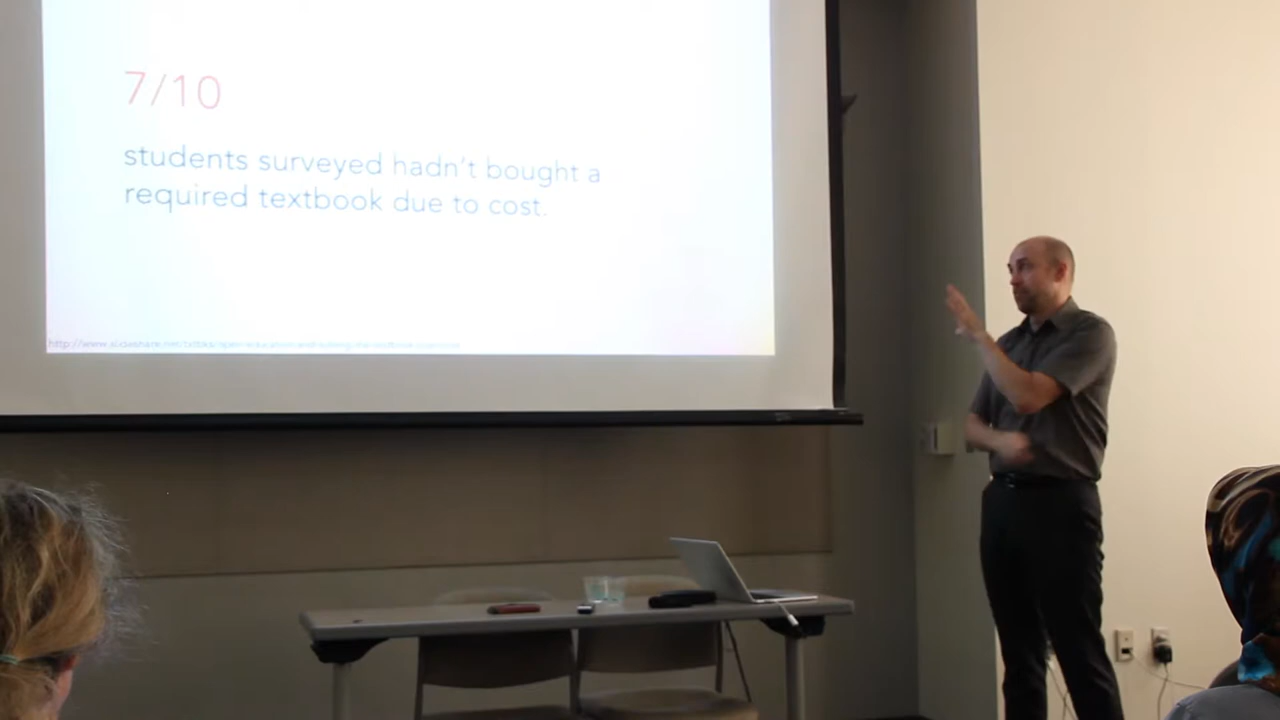 7/10
students surveyed hadn't bought a
required textbook due to cost.